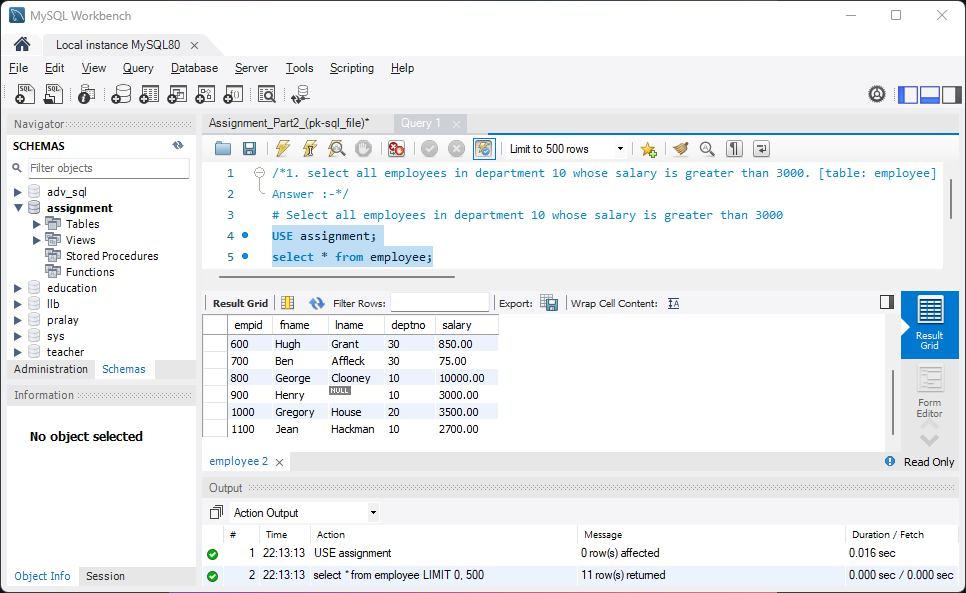 MySQL Workbench
Local instance MySQL80
File Edit View Query Database Server Tools Scripting Help
Navigator
SCHEMAS
Filter objects
adv_sql
assignment
Tables
Views
Stored Procedures
Functions
education
llb
pralay
sys
teacher
Administration Schemas
Information
No object selected
Object Info Session
Assignment_Part2_(pk-sql_file)* Query 1
Limit to 500 rows
1 /*1. select all employees in department 10 whose salary is greater than 3000. [table: employee]
2 Answer :-*/
3 # Select all employees in department 10 whose salary is greater than 3000
4 USE assignment;
5 select * from employee;
Result Grid Filter Rows: Export: Wrap Cell Content:
empid fname lname deptno salary
600 Hugh Grant 30 850.00
700 Ben Affleck 30 75.00
800 George Clooney 10 10000.00
900 Henry NULL 10 3000.00
1000 Gregory House 20 3500.00
1100 Jean Hackman 10 2700.00
Result
Grid
Form
Editor
employee 2
Read Only
Output
Action Output
# Time Action Message Duration / Fetch
1 22:13:13 USE assignment 0 row(s) affected 0.016 sec
2 22:13:13 select * from employee LIMIT 0, 500 11 row(s) returned 0.000 sec / 0.000 sec